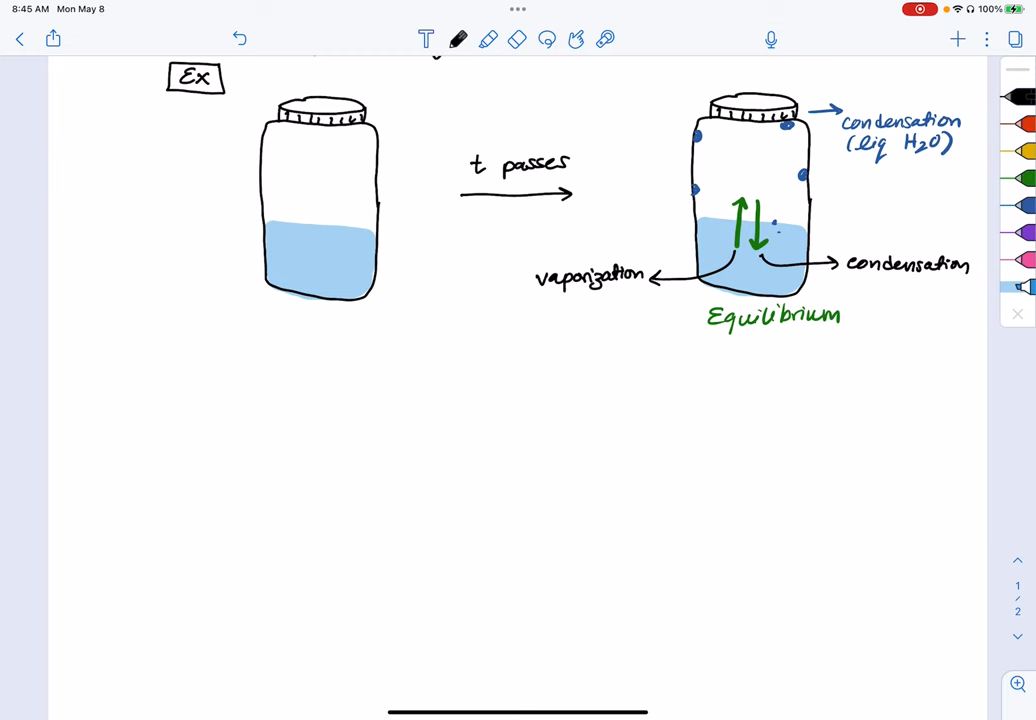 8:45 AM Mon May 8
100%
T
Ex
t passes
condensation
(liq H2O)
vaporization
condensation
Equilibrium
1
/
2